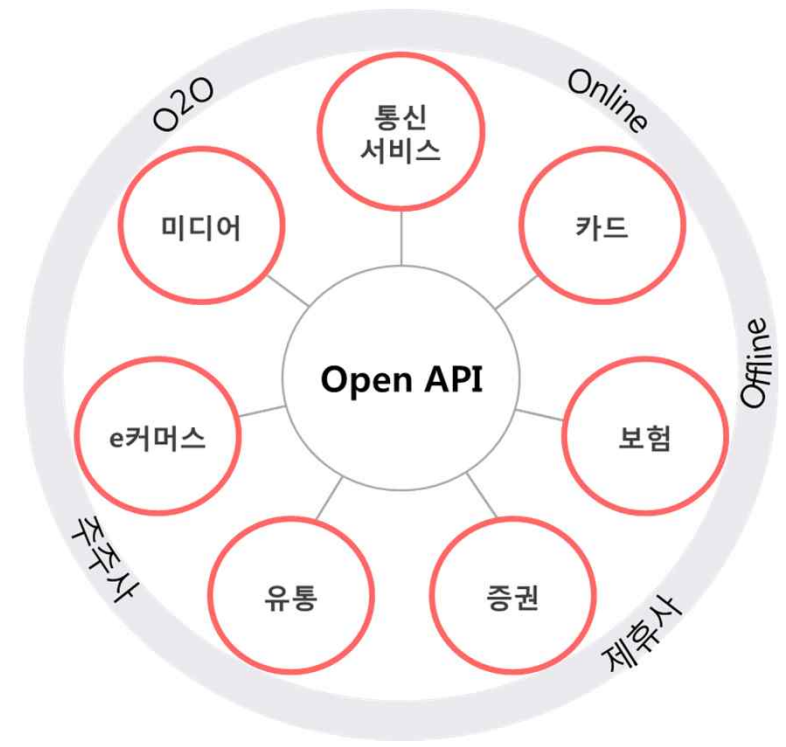 O2O
Online
통신
서비스
미디어
카드
Offline
Open API
e커머스
보험
주주사
유통
증권
제휴사